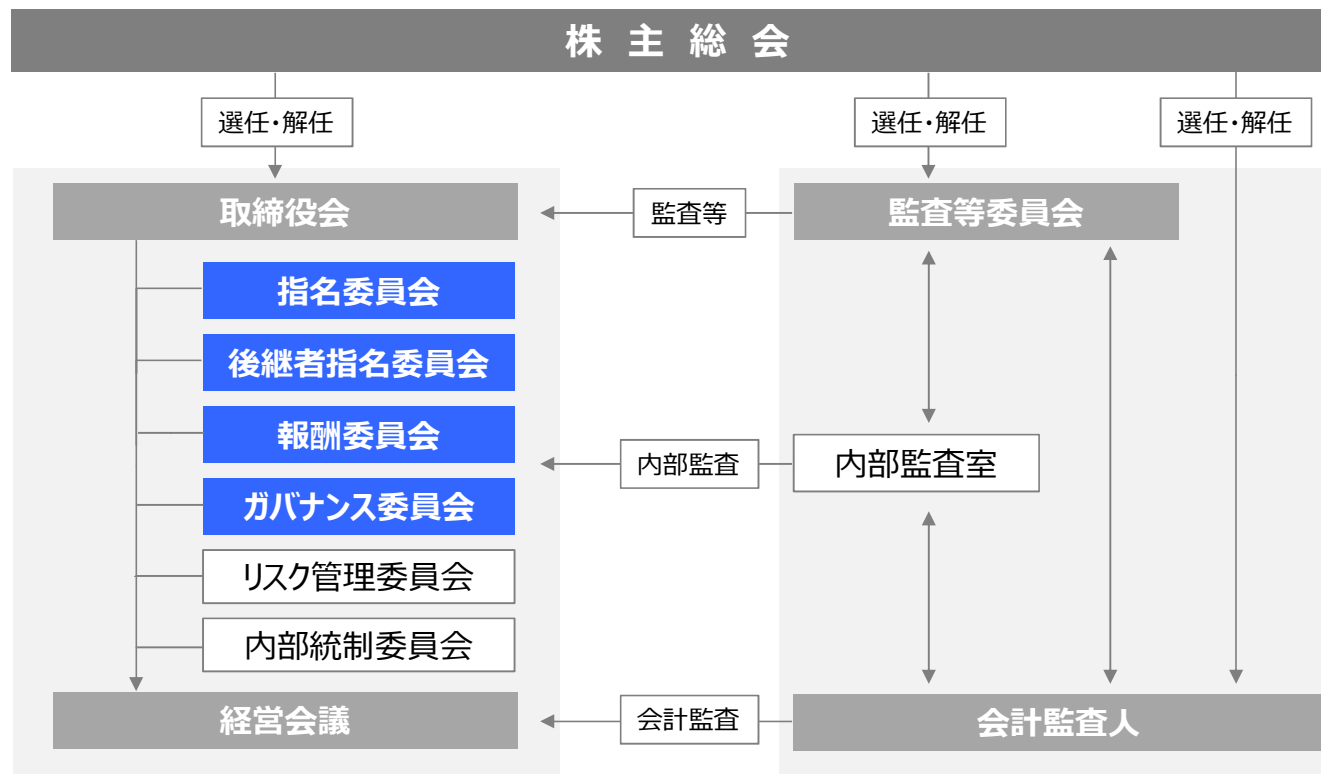 株主総会
選任・解任
選任・解任
選任・解任
取締役会
監査等
監査等委員会
指名委員会
後継者指名委員会
報酬委員会
内部監査
内部監査室
ガバナンス委員会
リスク管理委員会
内部統制委員会
経営会議
会計監査
会計監査人